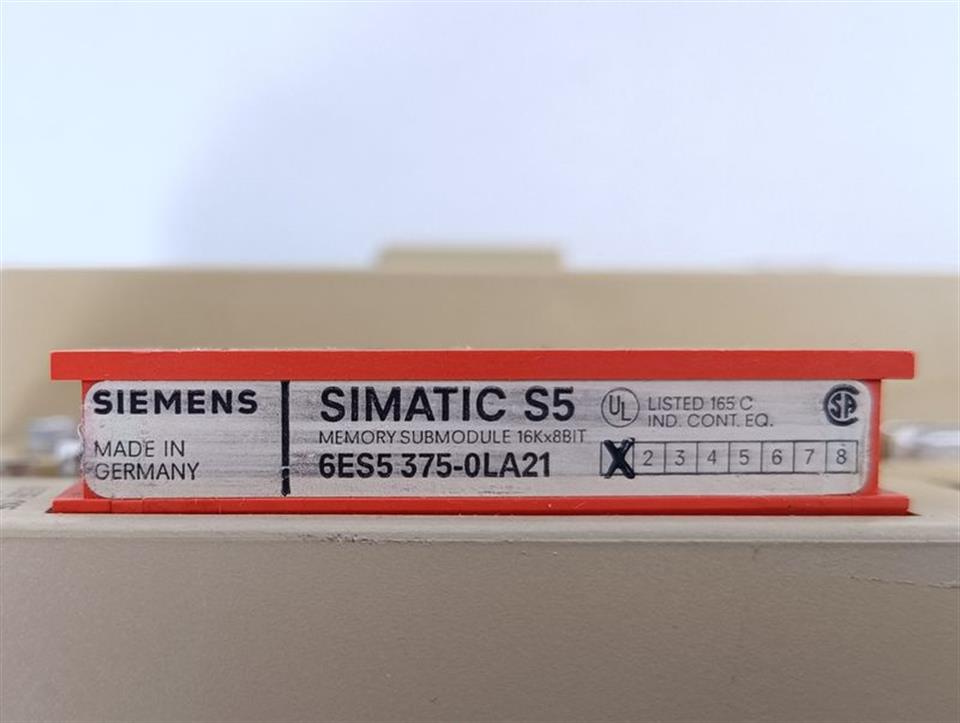 SIEMENS
MADE IN
GERMANY
SIMATIC S5
MEMORY SUBMODULE 16Kx8BIT
6ES5 375-0LA21
UL
LISTED 165 C
IND. CONT. EQ.
SA
X 2 3 4 5 6 7 8